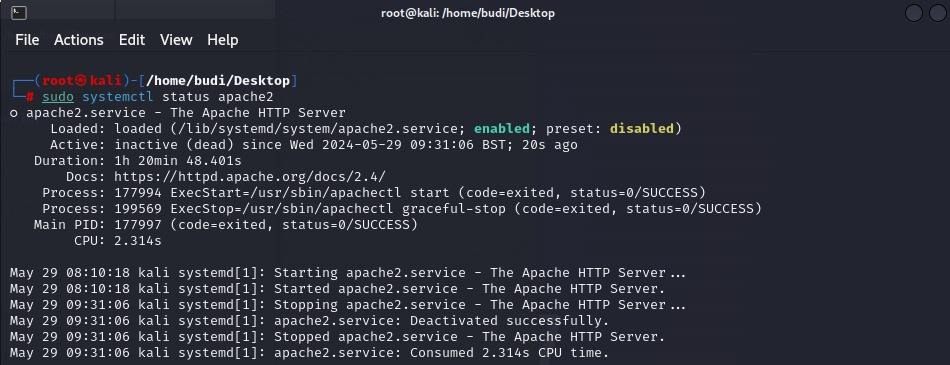 root@kali: /home/budi/Desktop
File Actions Edit View Help
┌──(root㉿kali)-[/home/budi/Desktop]
└─# sudo systemctl status apache2
○ apache2.service - The Apache HTTP Server
     Loaded: loaded (/lib/systemd/system/apache2.service; enabled; preset: disabled)
     Active: inactive (dead) since Wed 2024-05-29 09:31:06 BST; 20s ago
   Duration: 1h 20min 48.401s
       Docs: https://httpd.apache.org/docs/2.4/
    Process: 177994 ExecStart=/usr/sbin/apachectl start (code=exited, status=0/SUCCESS)
    Process: 199569 ExecStop=/usr/sbin/apachectl graceful-stop (code=exited, status=0/SUCCESS)
   Main PID: 177997 (code=exited, status=0/SUCCESS)
        CPU: 2.314s
May 29 08:10:18 kali systemd[1]: Starting apache2.service - The Apache HTTP Server...
May 29 08:10:18 kali systemd[1]: Started apache2.service - The Apache HTTP Server.
May 29 09:31:06 kali systemd[1]: Stopping apache2.service - The Apache HTTP Server...
May 29 09:31:06 kali systemd[1]: apache2.service: Deactivated successfully.
May 29 09:31:06 kali systemd[1]: Stopped apache2.service - The Apache HTTP Server.
May 29 09:31:06 kali systemd[1]: apache2.service: Consumed 2.314s CPU time.